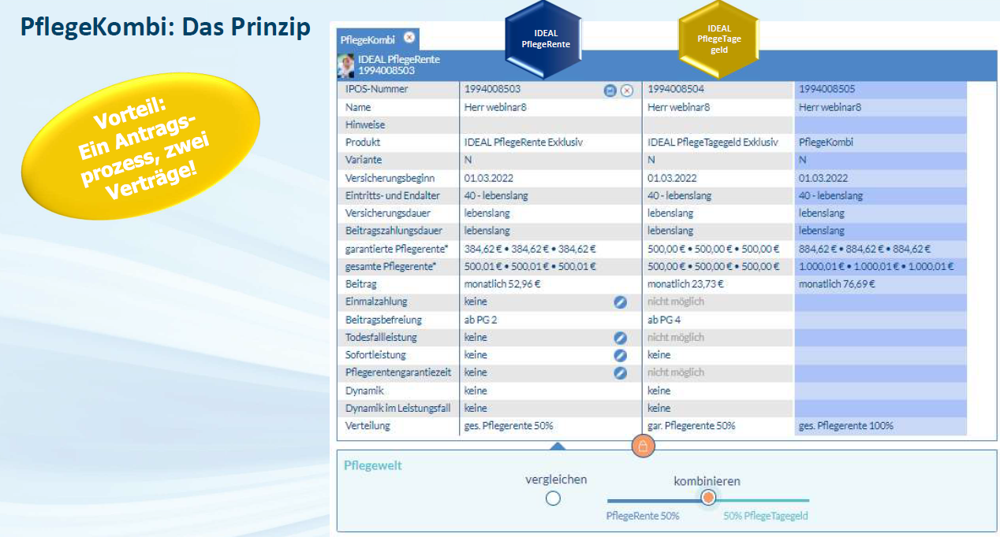 PflegeKombi: Das Prinzip
Vorteil:
Ein Antrags-
prozess, zwei
Verträge!
IDEAL
PflegeRente
IDEAL
PflegeTage
geld
PflegeKombi
IDEAL PflegeRente
1994008503
IPOS-Nummer 1994008503 1994008504 1994008505
Name Herr webinar8 Herr webinar8 Herr webinar8
Hinweise
Produkt IDEAL PflegeRente Exklusiv IDEAL PflegeTagegeld Exklusiv PflegeKombi
Variante N N N
Versicherungsbeginn 01.03.2022 01.03.2022 01.03.2022
Eintritts- und Endalter 40 - lebenslang 40 - lebenslang 40 - lebenslang
Versicherungsdauer lebenslang lebenslang lebenslang
Beitragszahlungsdauer lebenslang lebenslang lebenslang
garantierte Pflegerente* 384,62 € • 384,62 € • 384,62 € 500,00 € • 500,00 € • 500,00 € 884,62 € • 884,62 € • 884,62 €
gesamte Pflegerente* 500,01 € • 500,01 € • 500,01 € 500,00 € • 500,00 € • 500,00 € 1.000,01 € • 1.000,01 € • 1.000,01 €
Beitrag monatlich 52,96 € monatlich 23,73 € monatlich 76,69 €
Einmalzahlung keine nicht möglich
Beitragsbefreiung ab PG 2 ab PG 4
Todesfallleistung keine nicht möglich
Sofortleistung keine keine
Pflegerentengarantiezeit keine nicht möglich
Dynamik keine keine
Dynamik im Leistungsfall keine keine
Verteilung ges. Pflegerente 50% gar. Pflegerente 50% ges. Pflegerente 100%
Pflegewelt
vergleichen kombinieren
PflegeRente 50% 50% PflegeTagegeld